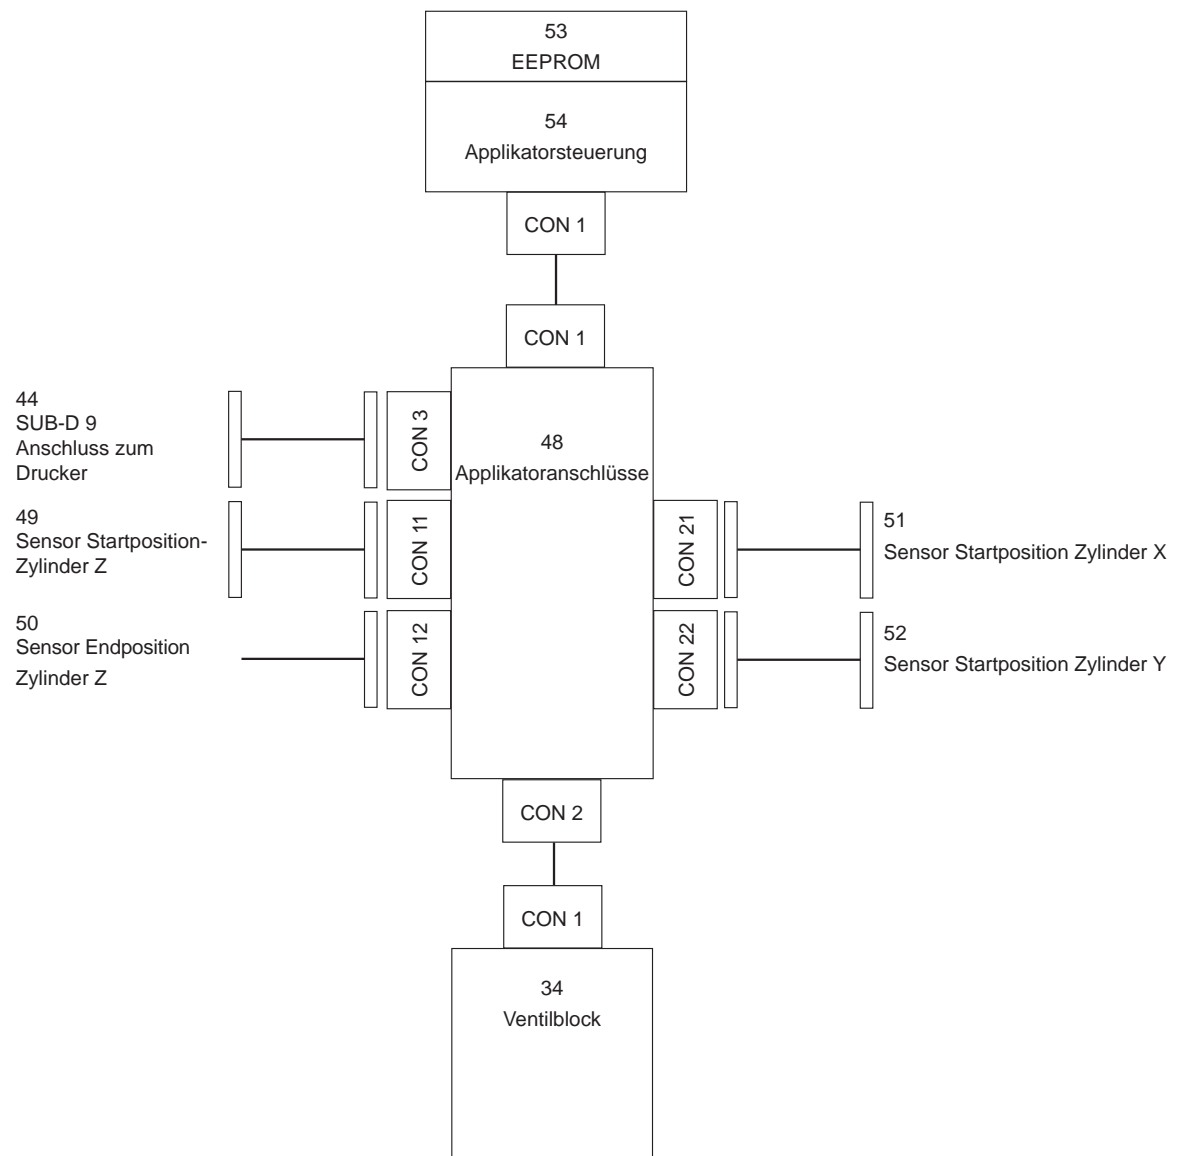 53
EEPROM
54
Applikatorsteuerung
CON 1
CON 1
44
SUB-D 9
Anschluss zum
Drucker
CON 3
48
Applikatoranschlüsse
49
Sensor Startposition-
Zylinder Z
CON 11
CON 21
51
Sensor Startposition Zylinder X
50
Sensor Endposition
Zylinder Z
CON 12
CON 22
52
Sensor Startposition Zylinder Y
CON 2
CON 1
34
Ventilblock